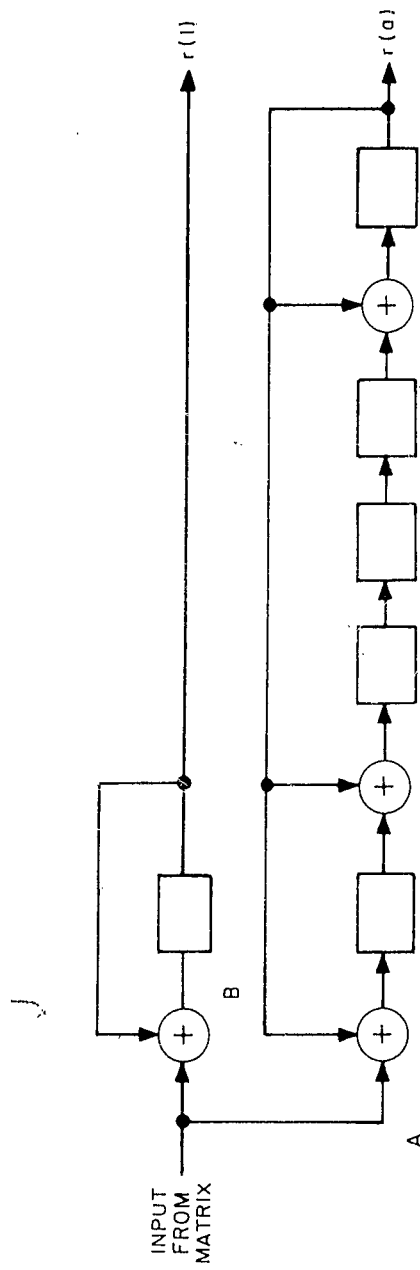 INPUT
FROM
MATRIX
+
B
r(1)
+
A
+
+
r(a)